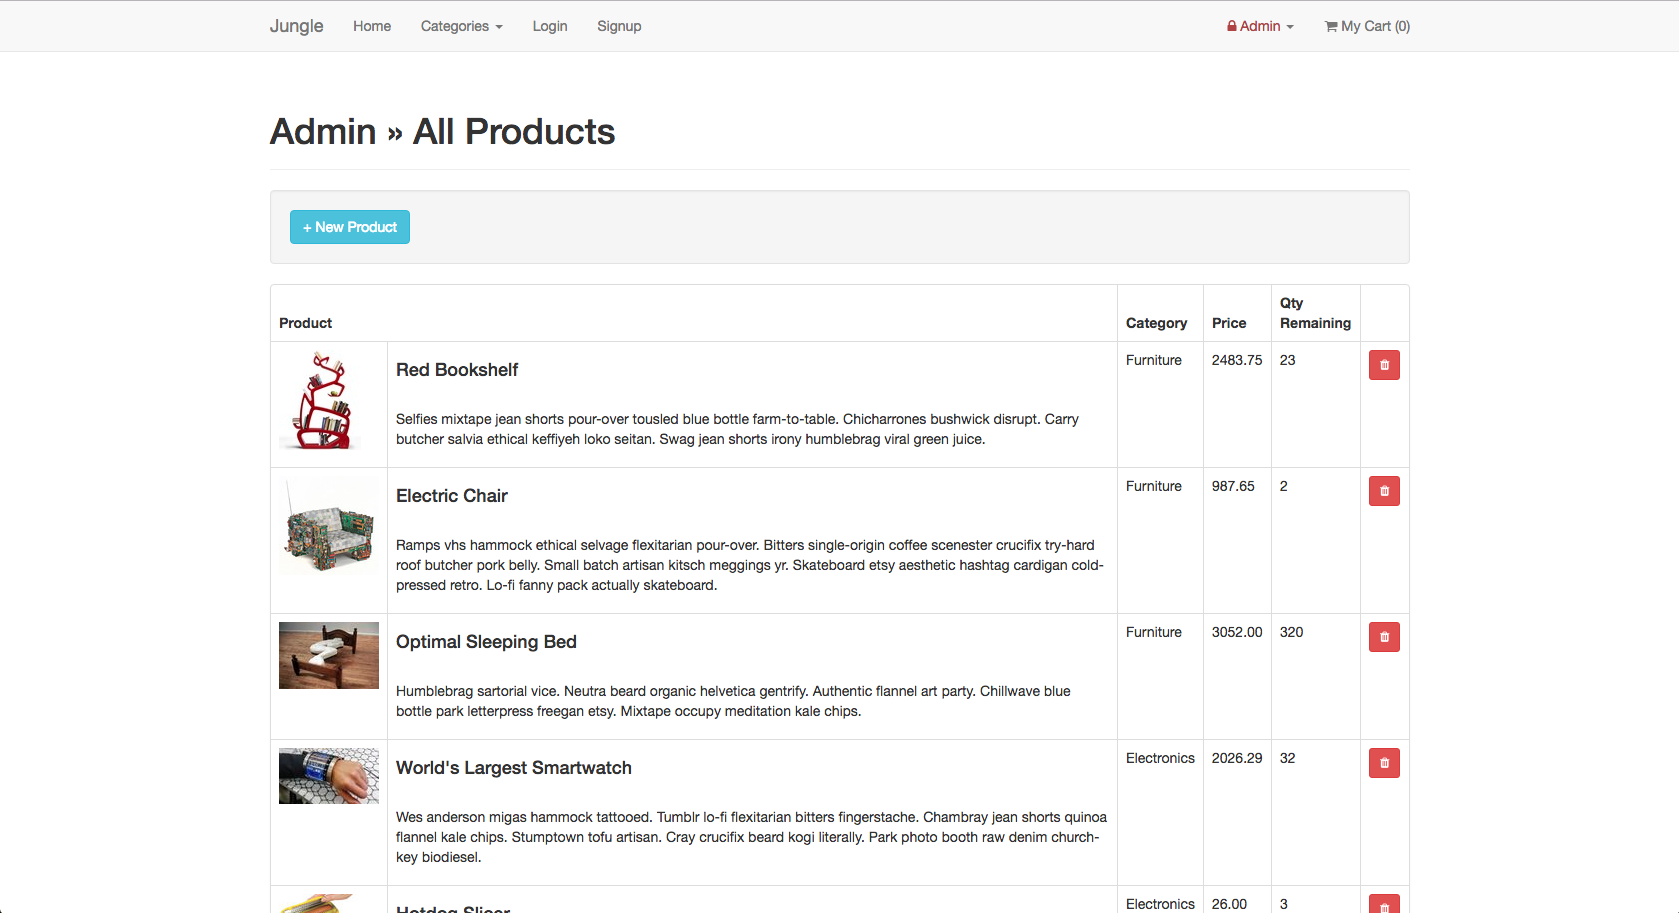 Jungle Home Categories Login Signup Admin My Cart (0)
Admin » All Products
+ New Product
Product Category Price Qty Remaining
Red Bookshelf Furniture 2483.75 23
Selfies mixtape jean shorts pour-over tousled blue bottle farm-to-table. Chicharrones bushwick disrupt. Carry
butcher salvia ethical keffiyeh loko seitan. Swag jean shorts irony humblebrag viral green juice.
Electric Chair Furniture 987.65 2
Ramps vhs hammock ethical selvage flexitarian pour-over. Bitters single-origin coffee scenester crucifix try-hard
roof butcher pork belly. Small batch artisan kitsch meggings yr. Skateboard etsy aesthetic hashtag cardigan cold-
pressed retro. Lo-fi fanny pack actually skateboard.
Optimal Sleeping Bed Furniture 3052.00 320
Humblebrag sartorial vice. Neutra beard organic helvetica gentrify. Authentic flannel art party. Chillwave blue
bottle park letterpress freegan etsy. Mixtape occupy meditation kale chips.
World's Largest Smartwatch Electronics 2026.29 32
Wes anderson migas hammock tattooed. Tumblr lo-fi flexitarian bitters fingerstache. Chambray jean shorts quinoa
flannel kale chips. Stumptown tofu artisan. Cray crucifix beard kogi literally. Park photo booth raw denim church-
key biodiesel.
Hotdog Slicer Electronics 26.00 3